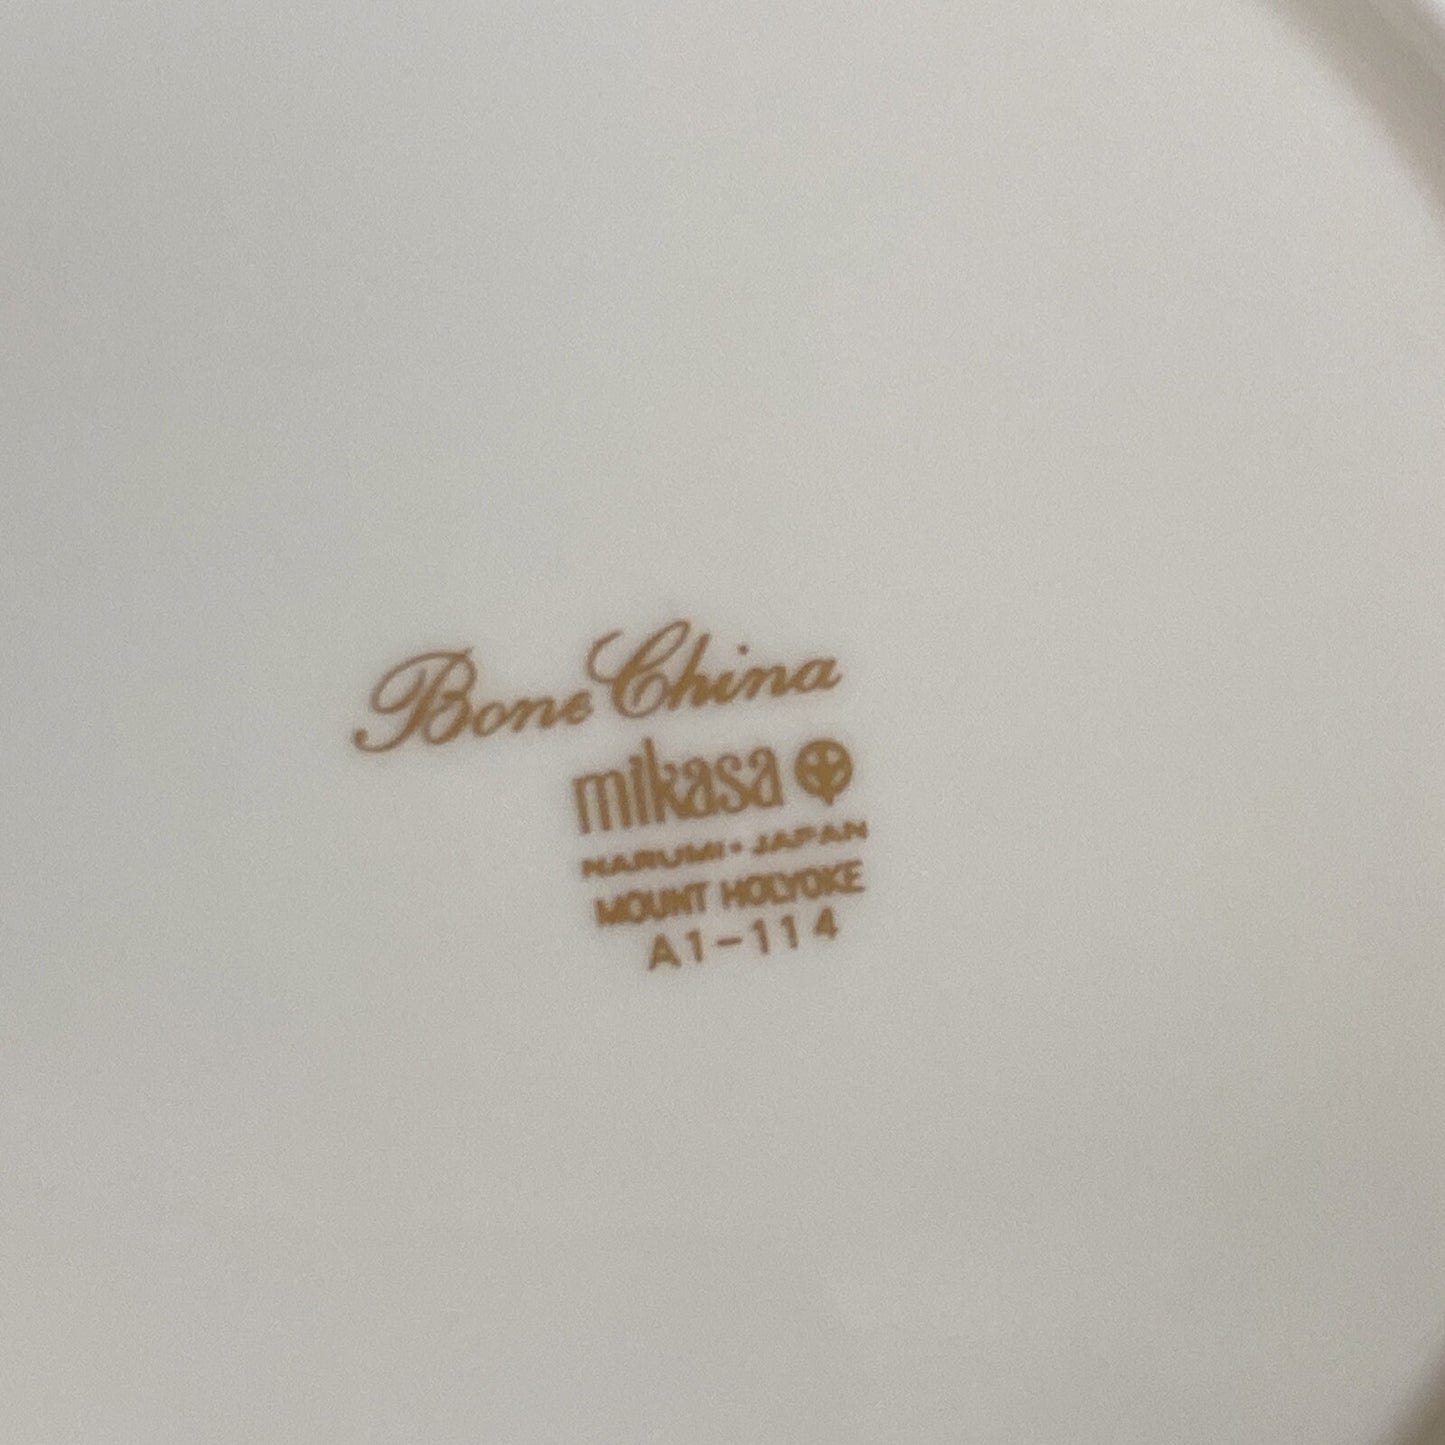 Bone China
mikasa
NARUMI • JAPAN
MOUNT HOLYOKE
A1-114